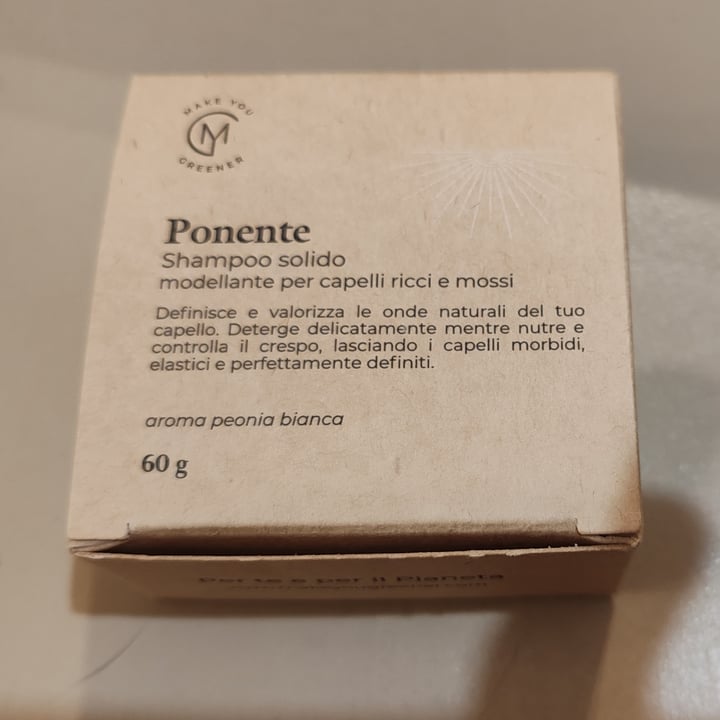 MAKE YOU
M
GREENER
Ponente
Shampoo solido
modellante per capelli ricci e mossi
Definisce e valorizza le onde naturali del tuo
capello. Deterge delicatamente mentre nutre e
controlla il crespo, lasciando i capelli morbidi,
elastici e perfettamente definiti.
aroma peonia bianca
60 g
Per te e per il Pianeta